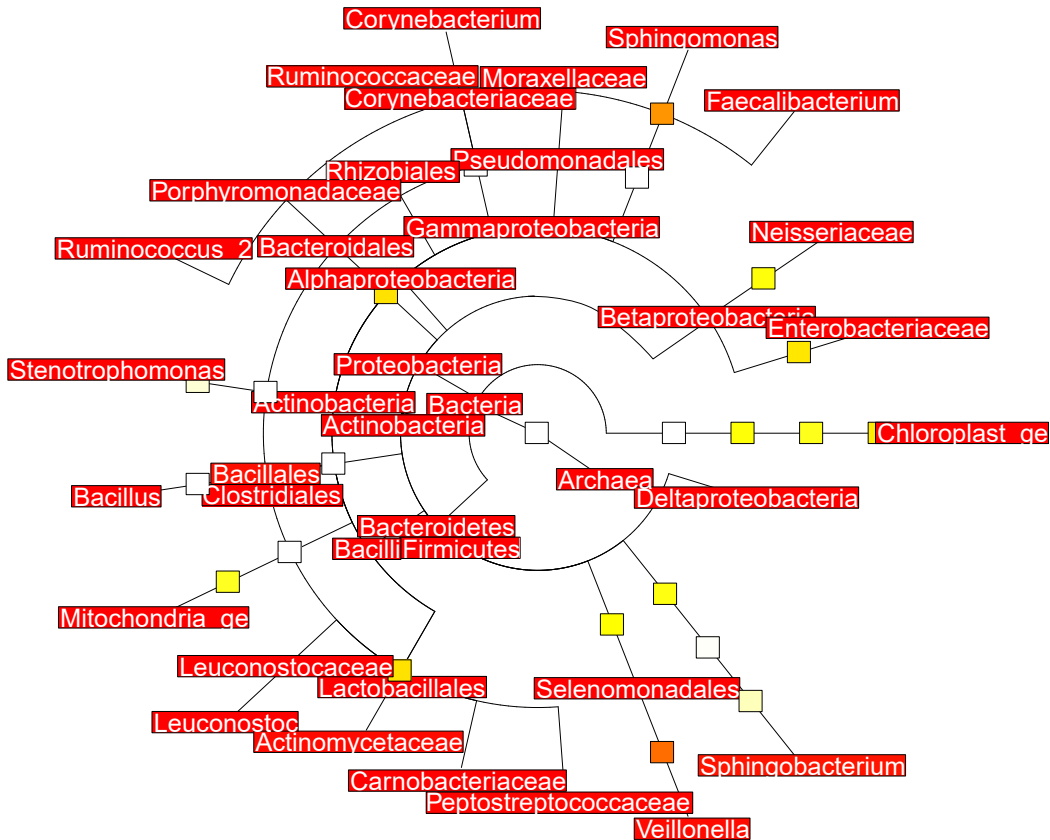 Corynebacterium
Sphingomonas
Ruminococcaceae
Moraxellaceae
Corynebacteriaceae
Faecalibacterium
Pseudomonadales
Rhizobiales
Porphyromonadaceae
Gammaproteobacteria
Neisseriaceae
Ruminococcus_2
Bacteroidales
Alphaproteobacteria
Betaproteobacteria
Enterobacteriaceae
Proteobacteria
Stenotrophomonas
Actinobacteria
Bacteria
Actinobacteria
Chloroplast_ge
Bacillales
Archaea
Bacillus
Clostridiales
Deltaproteobacteria
Bacteroidetes
Bacilli
Firmicutes
Mitochondria_ge
Leuconostocaceae
Lactobacillales
Selenomonadales
Leuconostoc
Actinomycetaceae
Sphingobacterium
Carnobacteriaceae
Peptostreptococcaceae
Veillonella